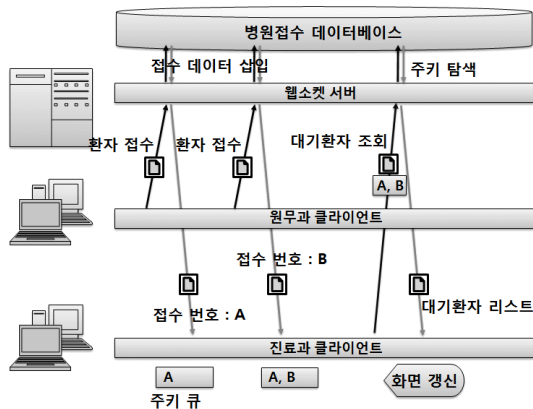 병원접수 데이터베이스
접수 데이터 삽입
주키 탐색
웹소켓 서버
환자 접수
환자 접수
대기환자 조회
A, B
원무과 클라이언트
접수 번호 : B
접수 번호 : A
대기환자 리스트
진료과 클라이언트
A
A, B
화면 갱신
주키 큐